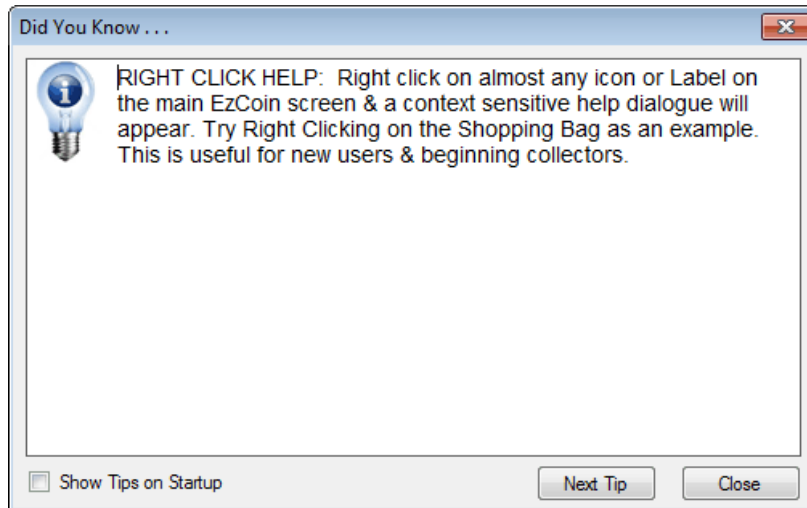 Did You Know . . .
RIGHT CLICK HELP:  Right click on almost any icon or Label on
the main EzCoin screen & a context sensitive help dialogue will
appear. Try Right Clicking on the Shopping Bag as an example.
This is useful for new users & beginning collectors.
Show Tips on Startup
Next Tip
Close